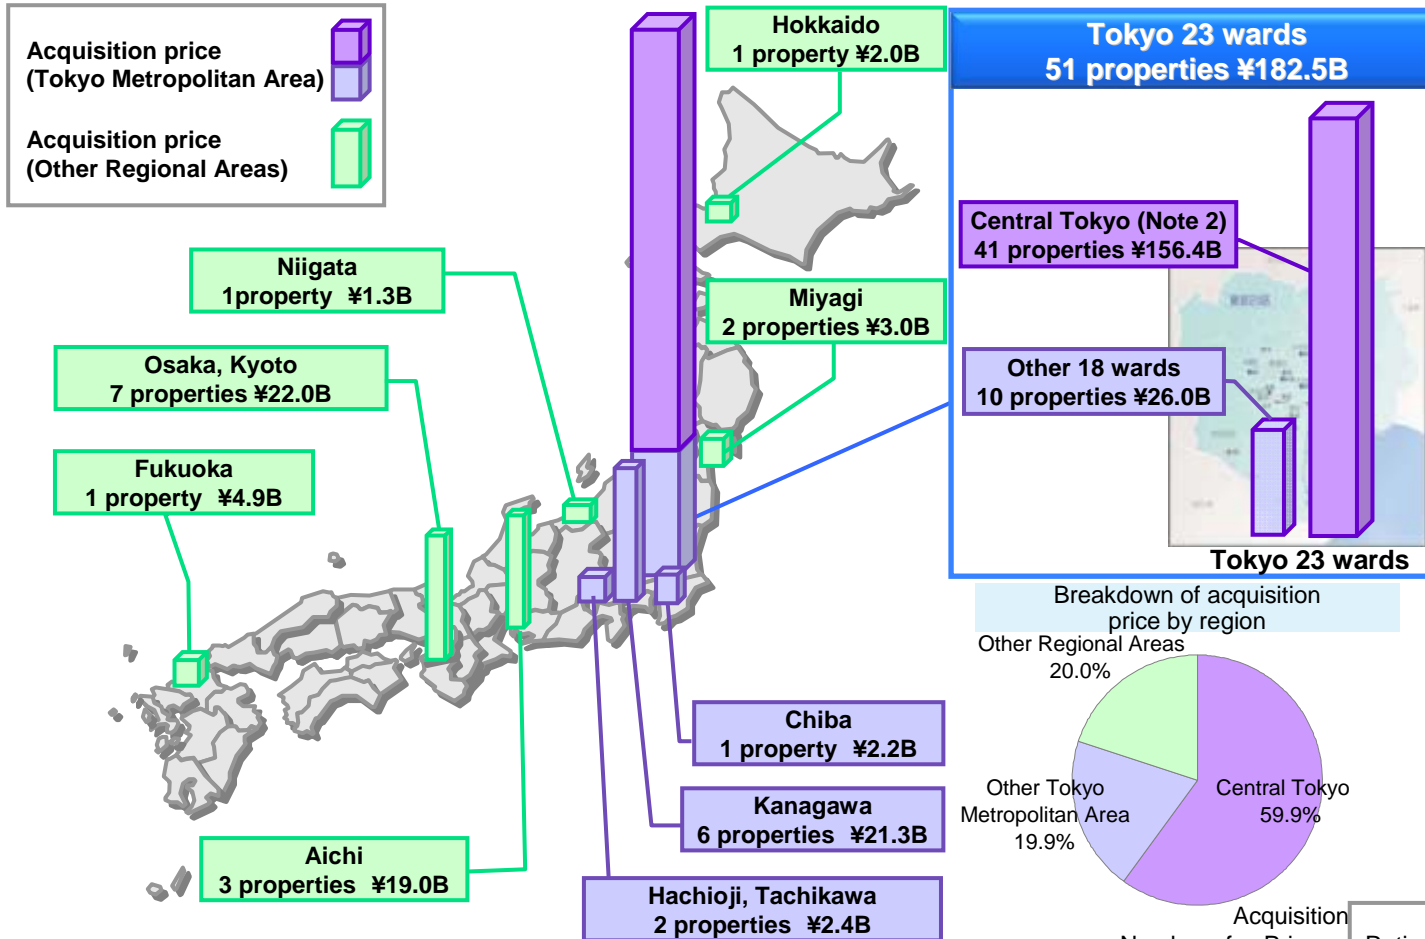 Acquisition price
(Tokyo Metropolitan Area)
Acquisition price
(Other Regional Areas)
Hokkaido
1 property ¥2.0B
Tokyo 23 wards
51 properties ¥182.5B
Central Tokyo (Note 2)
41 properties ¥156.4B
Niigata
1property ¥1.3B
Miyagi
2 properties ¥3.0B
Osaka, Kyoto
7 properties ¥22.0B
Other 18 wards
10 properties ¥26.0B
Fukuoka
1 property ¥4.9B
Tokyo 23 wards
Breakdown of acquisition
price by region
Other Regional Areas
20.0%
Chiba
1 property ¥2.2B
Other Tokyo
Metropolitan Area
19.9%
Central Tokyo
59.9%
Kanagawa
6 properties ¥21.3B
Aichi
3 properties ¥19.0B
Hachioji, Tachikawa
2 properties ¥2.4B
Acquisition